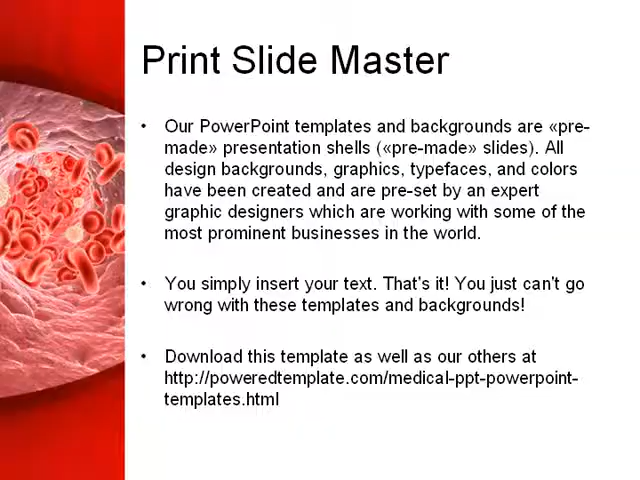 Print Slide Master
• Our PowerPoint templates and backgrounds are «pre-
made» presentation shells («pre-made» slides). All
design backgrounds, graphics, typefaces, and colors
have been created and are pre-set by an expert
graphic designers which are working with some of the
most prominent businesses in the world.
• You simply insert your text. That's it! You just can't go
wrong with these templates and backgrounds!
• Download this template as well as our others at
http://poweredtemplate.com/medical-ppt-powerpoint-
templates.html